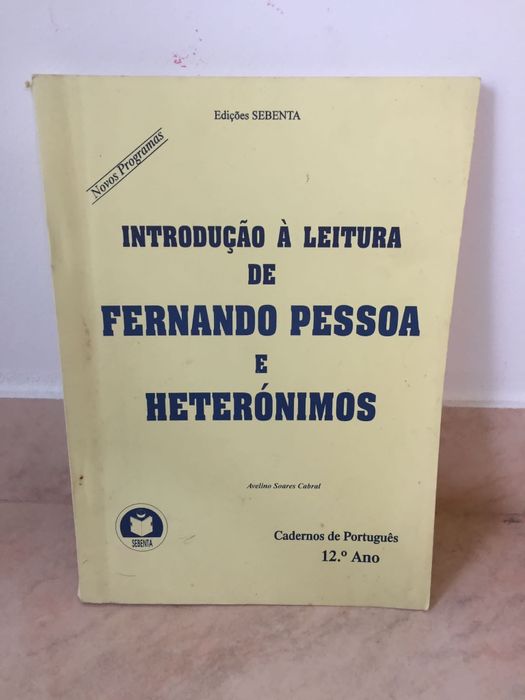 Edições SEBENTA
Novos Programas
INTRODUÇÃO À LEITURA
DE
FERNANDO PESSOA
E
HETERÓNIMOS
Avelino Soares Cabral
SEBENTA
Cadernos de Português
12.º Ano